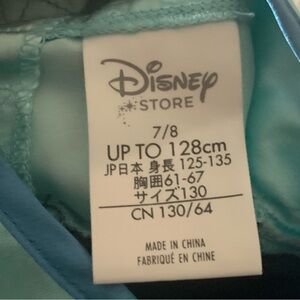 Disney
STORE
7/8
UP TO 128cm
JP日本 身長 125-135
胸囲61-67
サイズ130
CN 130/64
MADE IN CHINA
FABRIQUÉ EN CHINE